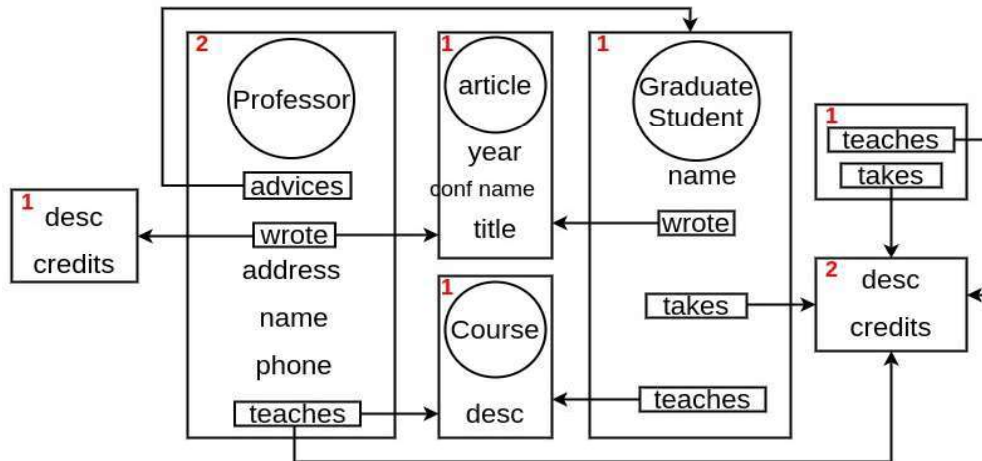 1
desc
credits
2
Professor
advices
wrote
address
name
phone
teaches
1
article
year
conf name
title
1
Course
desc
1
Graduate
Student
name
wrote
takes
teaches
1
teaches
takes
2
desc
credits